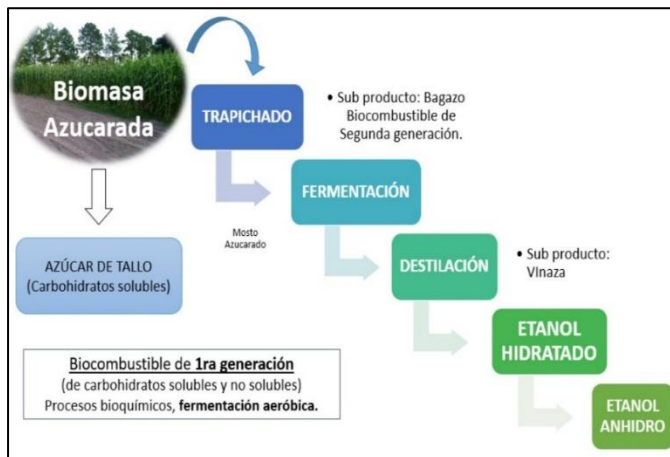 Biomasa
Azucarada
TRAPICHADO
• Sub producto: Bagazo
Biocombustible de
Segunda generación.
Mosto
Azucarado
FERMENTACIÓN
AZÚCAR DE TALLO
(Carbohidratos solubles)
DESTILACIÓN
• Sub producto:
VInaza
ETANOL
HIDRATADO
ETANOL
ANHIDRO
Biocombustible de 1ra generación
(de carbohidratos solubles y no solubles)
Procesos bioquímicos, fermentación aeróbica.